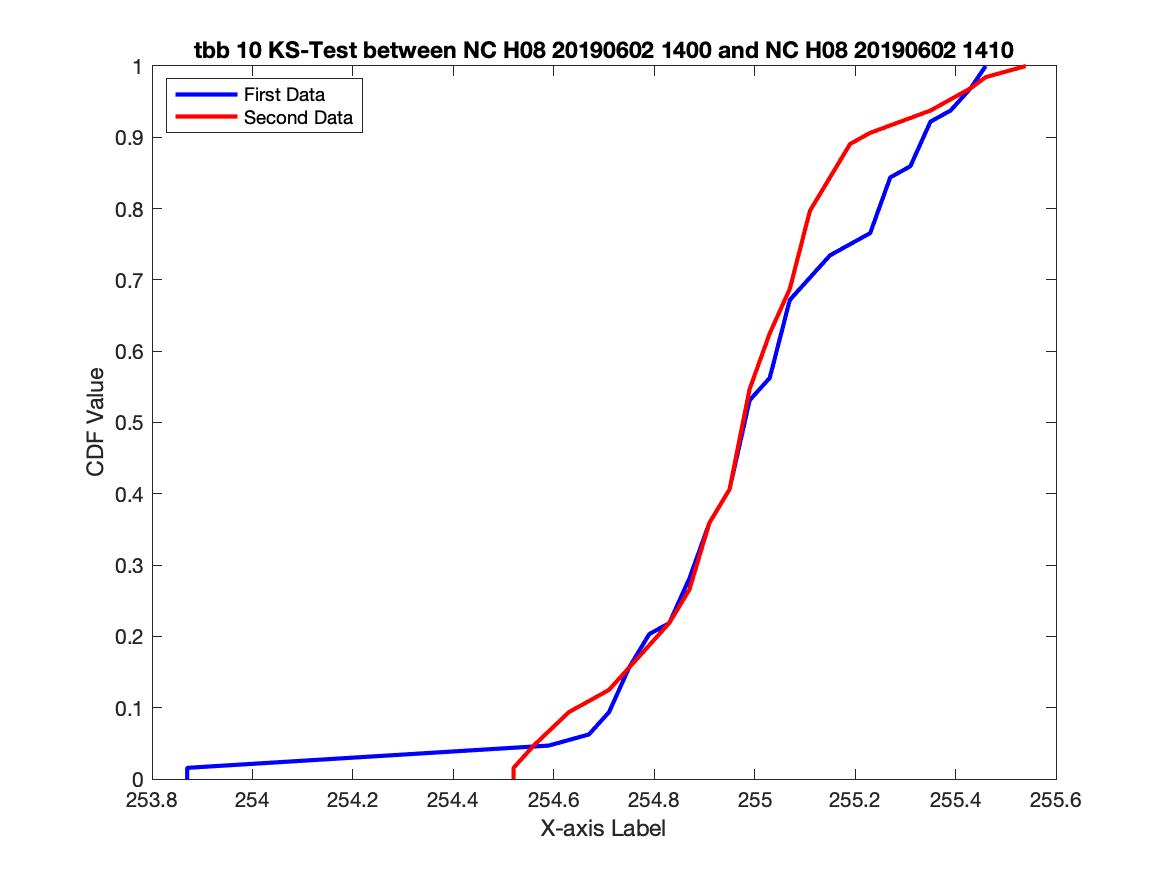 tbb 10 KS-Test between NC H08 20190602 1400 and NC H08 20190602 1410
First Data
Second Data
1
0.9
0.8
0.7
0.6
0.5
0.4
0.3
0.2
0.1
0
CDF Value
253.8 254 254.2 254.4 254.6 254.8 255 255.2 255.4 255.6
X-axis Label